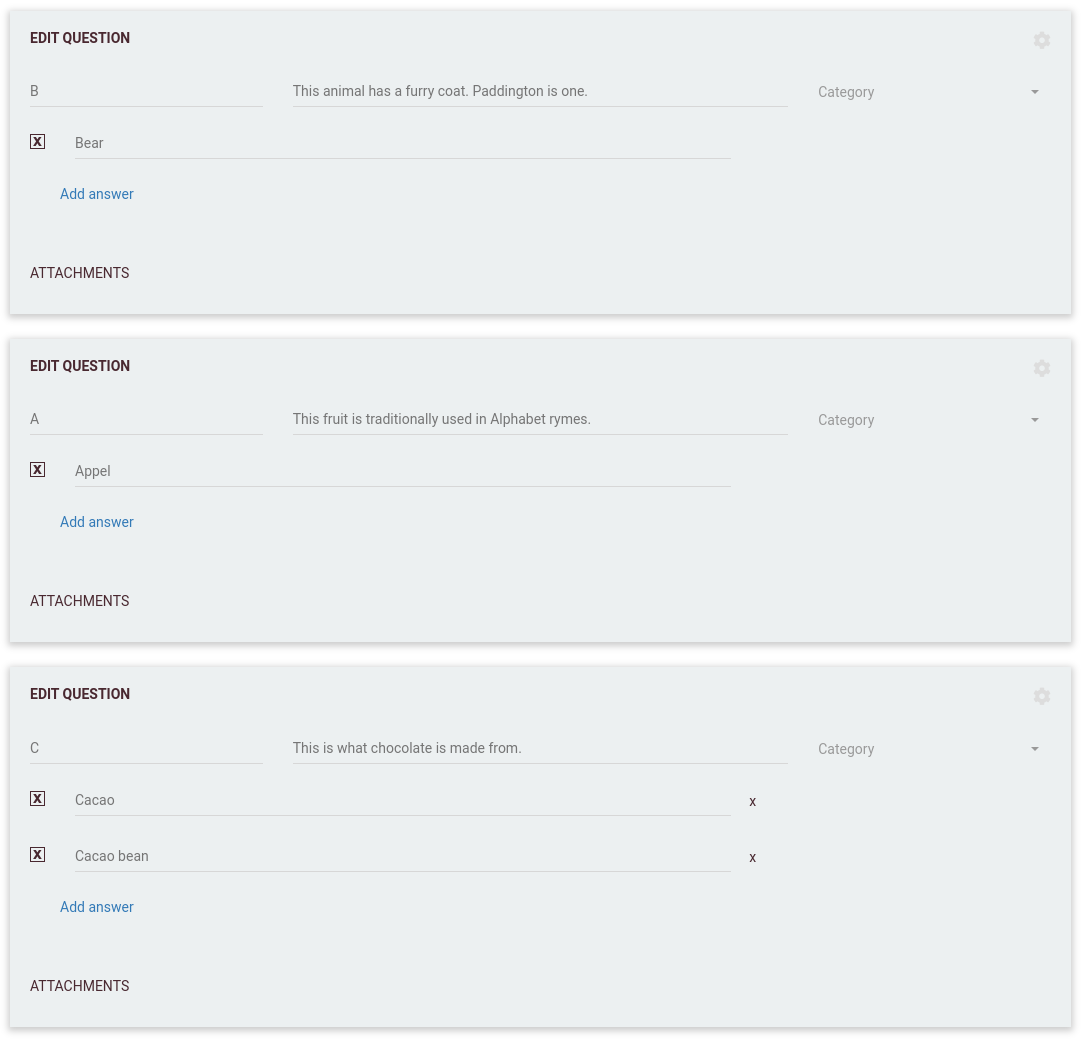 EDIT QUESTION
B This animal has a furry coat. Paddington is one. Category
X Bear
Add answer
ATTACHMENTS
EDIT QUESTION
A This fruit is traditionally used in Alphabet rymes. Category
X Appel
Add answer
ATTACHMENTS
EDIT QUESTION
C This is what chocolate is made from. Category
X Cacao x
X Cacao bean x
Add answer
ATTACHMENTS